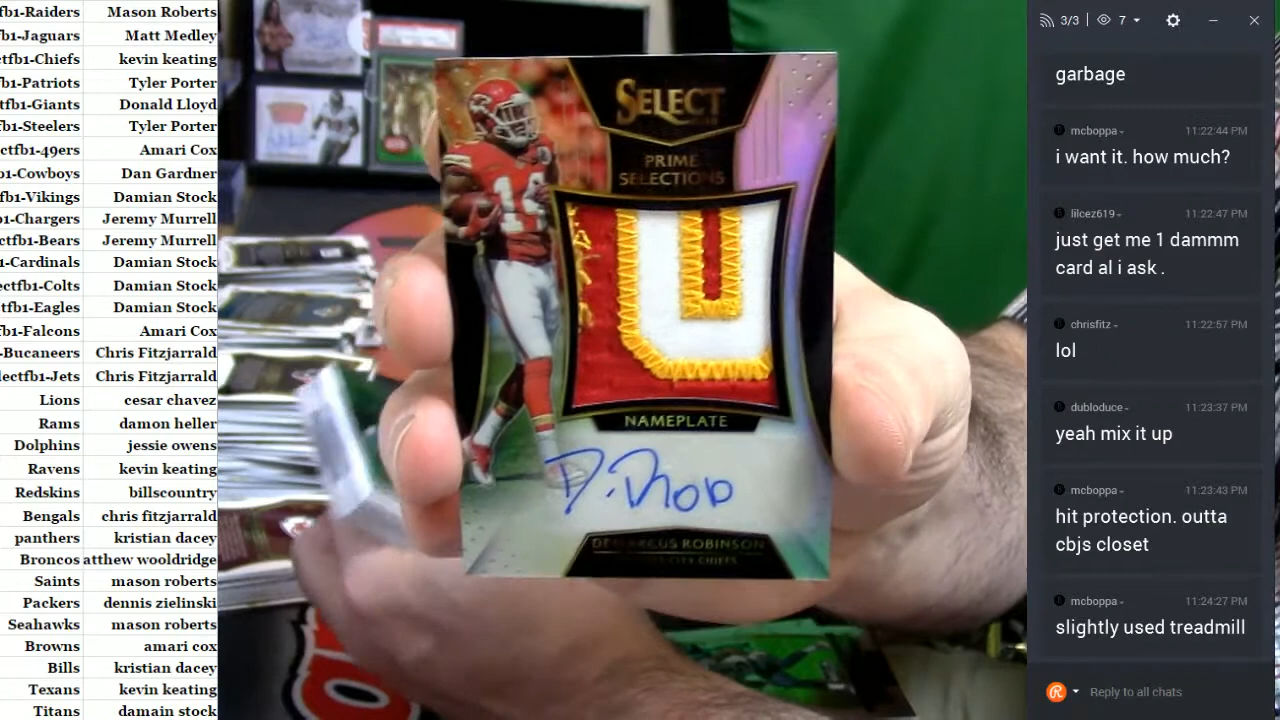 fb1-Raiders Mason Roberts
fb1-Jaguars Matt Medley
ctfb1-Chiefs kevin keating
fb1-Patriots Tyler Porter
ctfb1-Giants Donald Lloyd
fb1-Steelers Tyler Porter
ctfb1-49ers Amari Cox
b1-Cowboys Dan Gardner
fb1-Vikings Damian Stock
1-Chargers Jeremy Murrell
ctfb1-Bears Jeremy Murrell
1-Cardinals Damian Stock
ectfb1-Colts Damian Stock
ctfb1-Eagles Damian Stock
fb1-Falcons Amari Cox
-Bucaneers Chris Fitzjarrald
lectfb1-Jets Chris Fitzjarrald
Lions cesar chavez
Rams damon heller
Dolphins jessie owens
Ravens kevin keating
Redskins billscountry
Bengals chris fitzjarrald
panthers kristian dacey
Broncos atthew wooldridge
Saints mason roberts
Packers dennis zielinski
Seahawks mason roberts
Browns amari cox
Bills kristian dacey
Texans kevin keating
Titans damain stock
SELECT
PRIME
SELECTIONS
14
NAMEPLATE
D. Rob
ROBINSON
CITY CHIEFS
3/3 7
garbage
mcboppa 11:22:44 PM
i want it. how much?
lilcez619 11:22:47 PM
just get me 1 dammm
card al i ask .
chrisfitz 11:22:57 PM
lol
dubloduce 11:23:37 PM
yeah mix it up
mcboppa 11:23:43 PM
hit protection. outta
cbjs closet
mcboppa 11:24:27 PM
slightly used treadmill
Reply to all chats